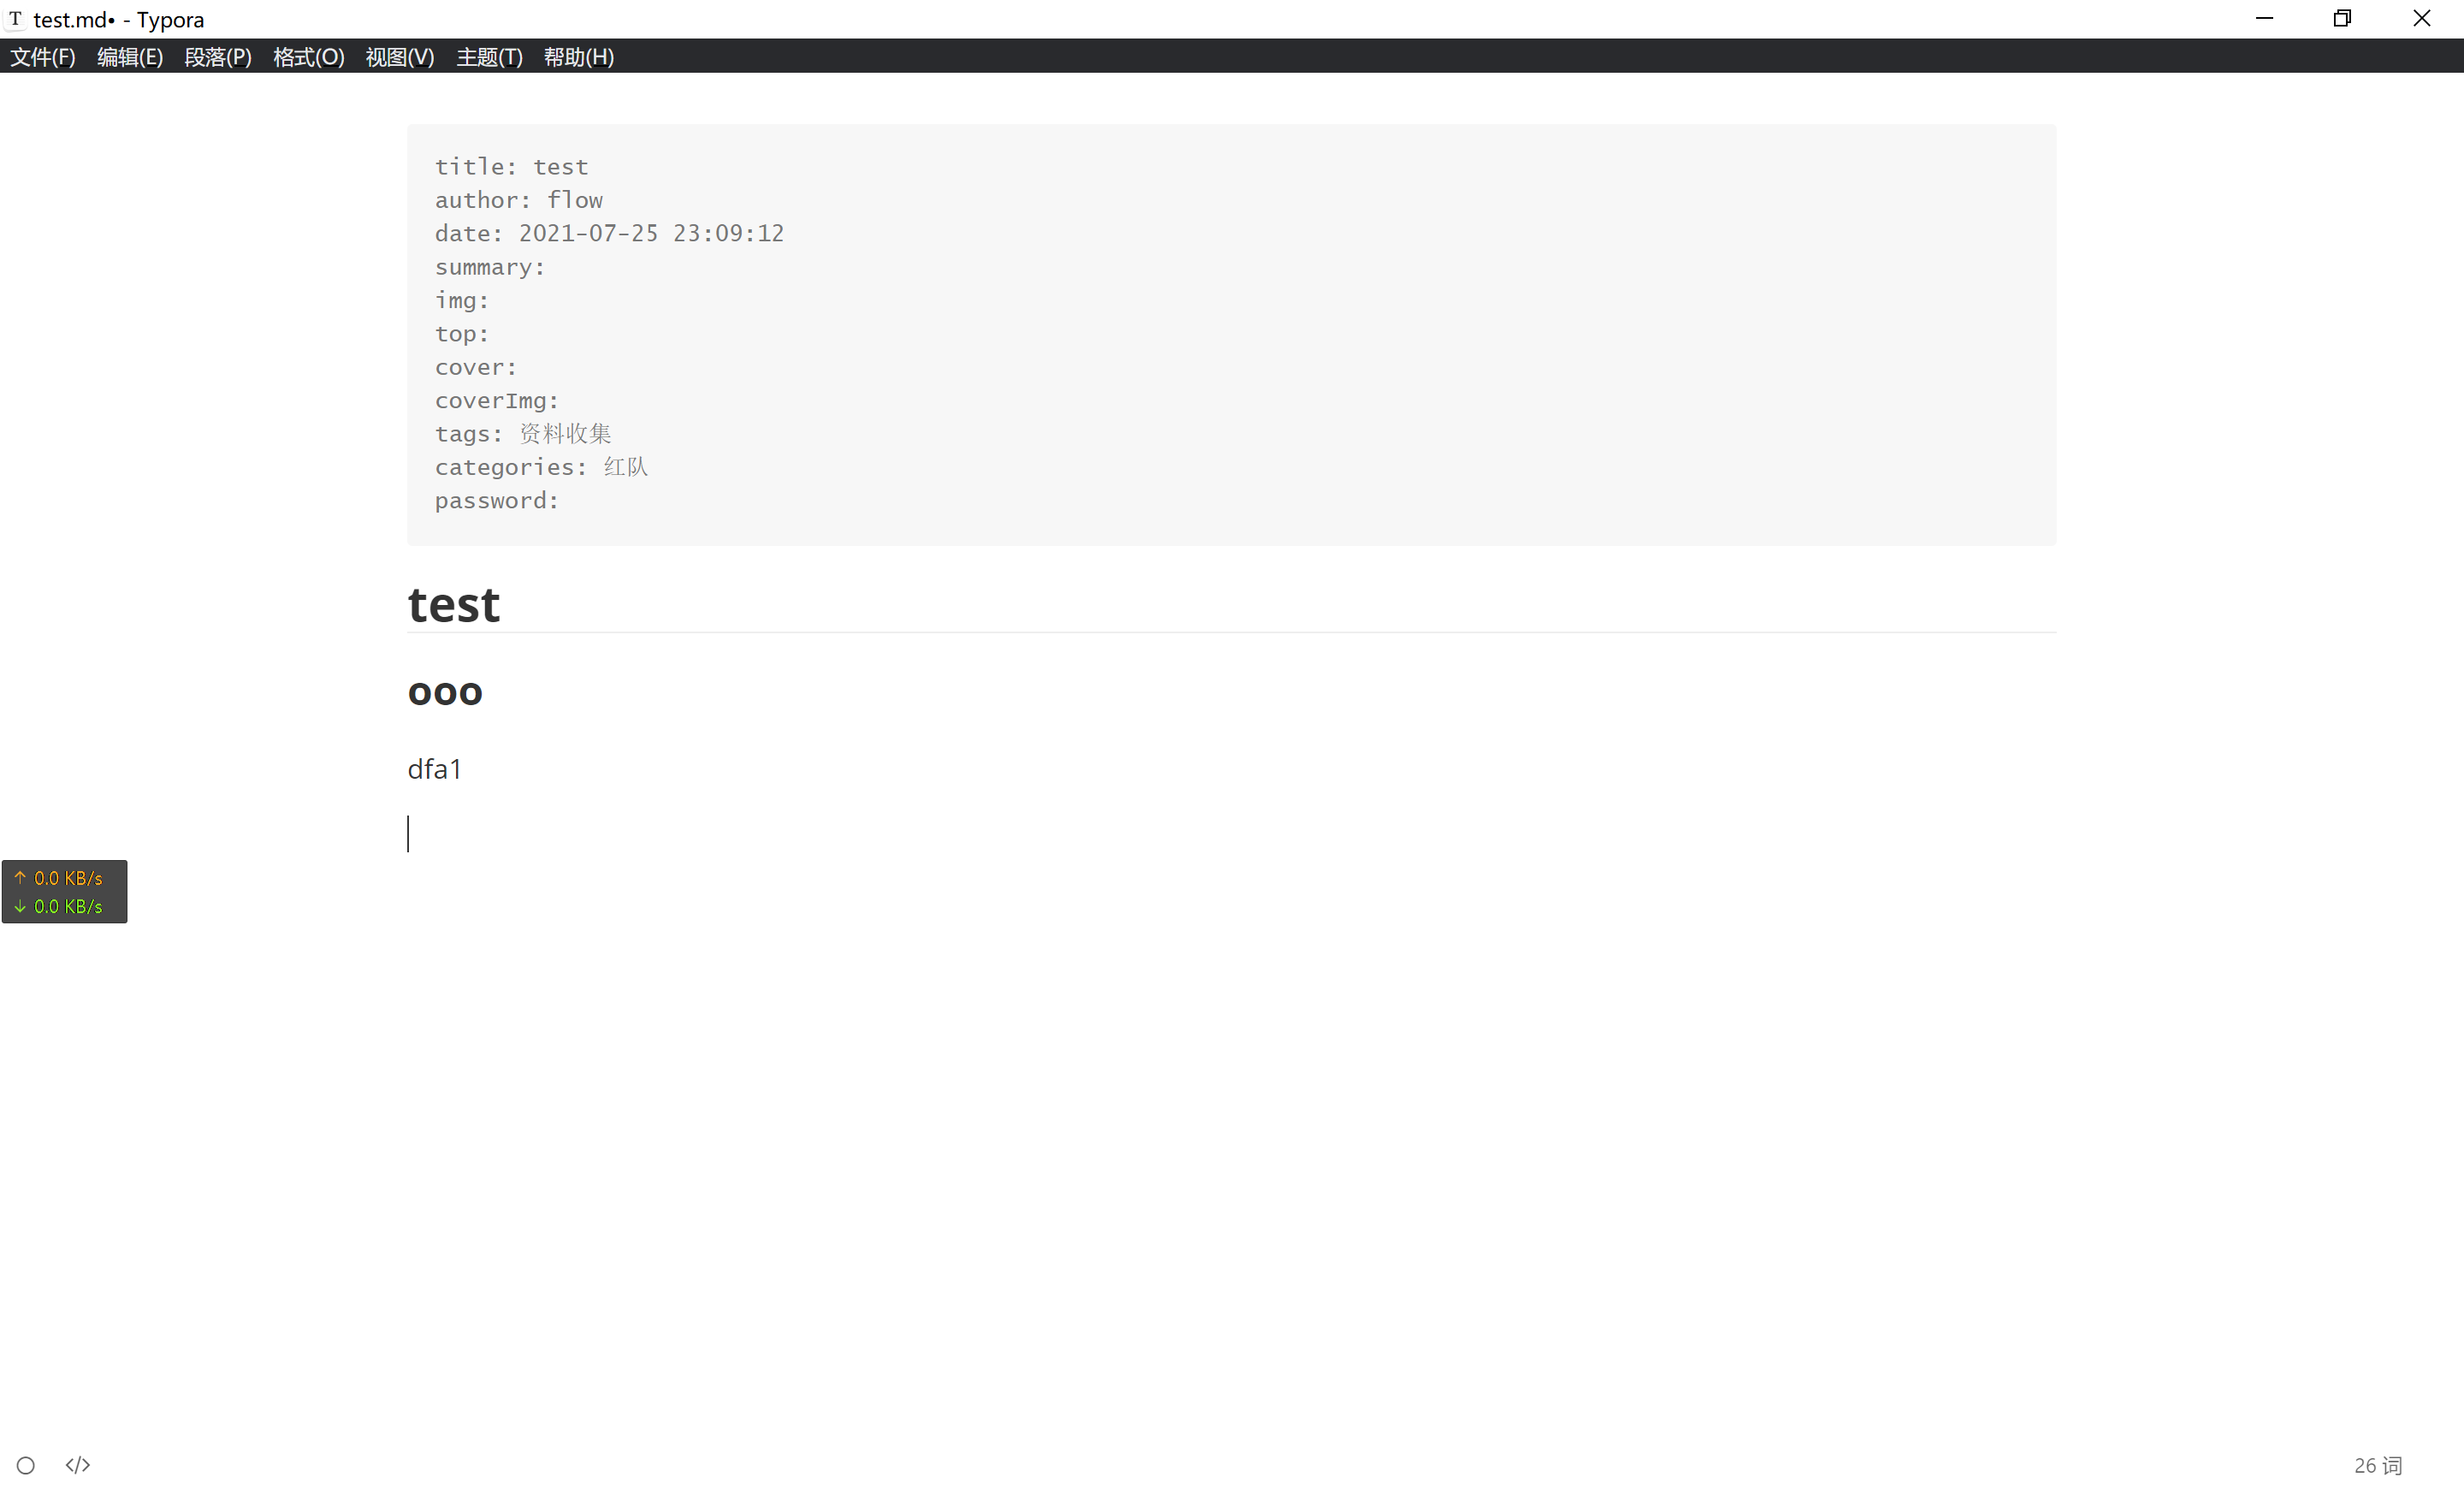 test.md• - Typora
文件(F) 编辑(E) 段落(P) 格式(O) 视图(V) 主题(T) 帮助(H)
title: test
author: flow
date: 2021-07-25 23:09:12
summary:
img:
top:
cover:
coverImg:
tags: 资料收集
categories: 红队
password:
test
ooo
dfa1
↑ 0.0 KB/s
↓ 0.0 KB/s
</> 26 词